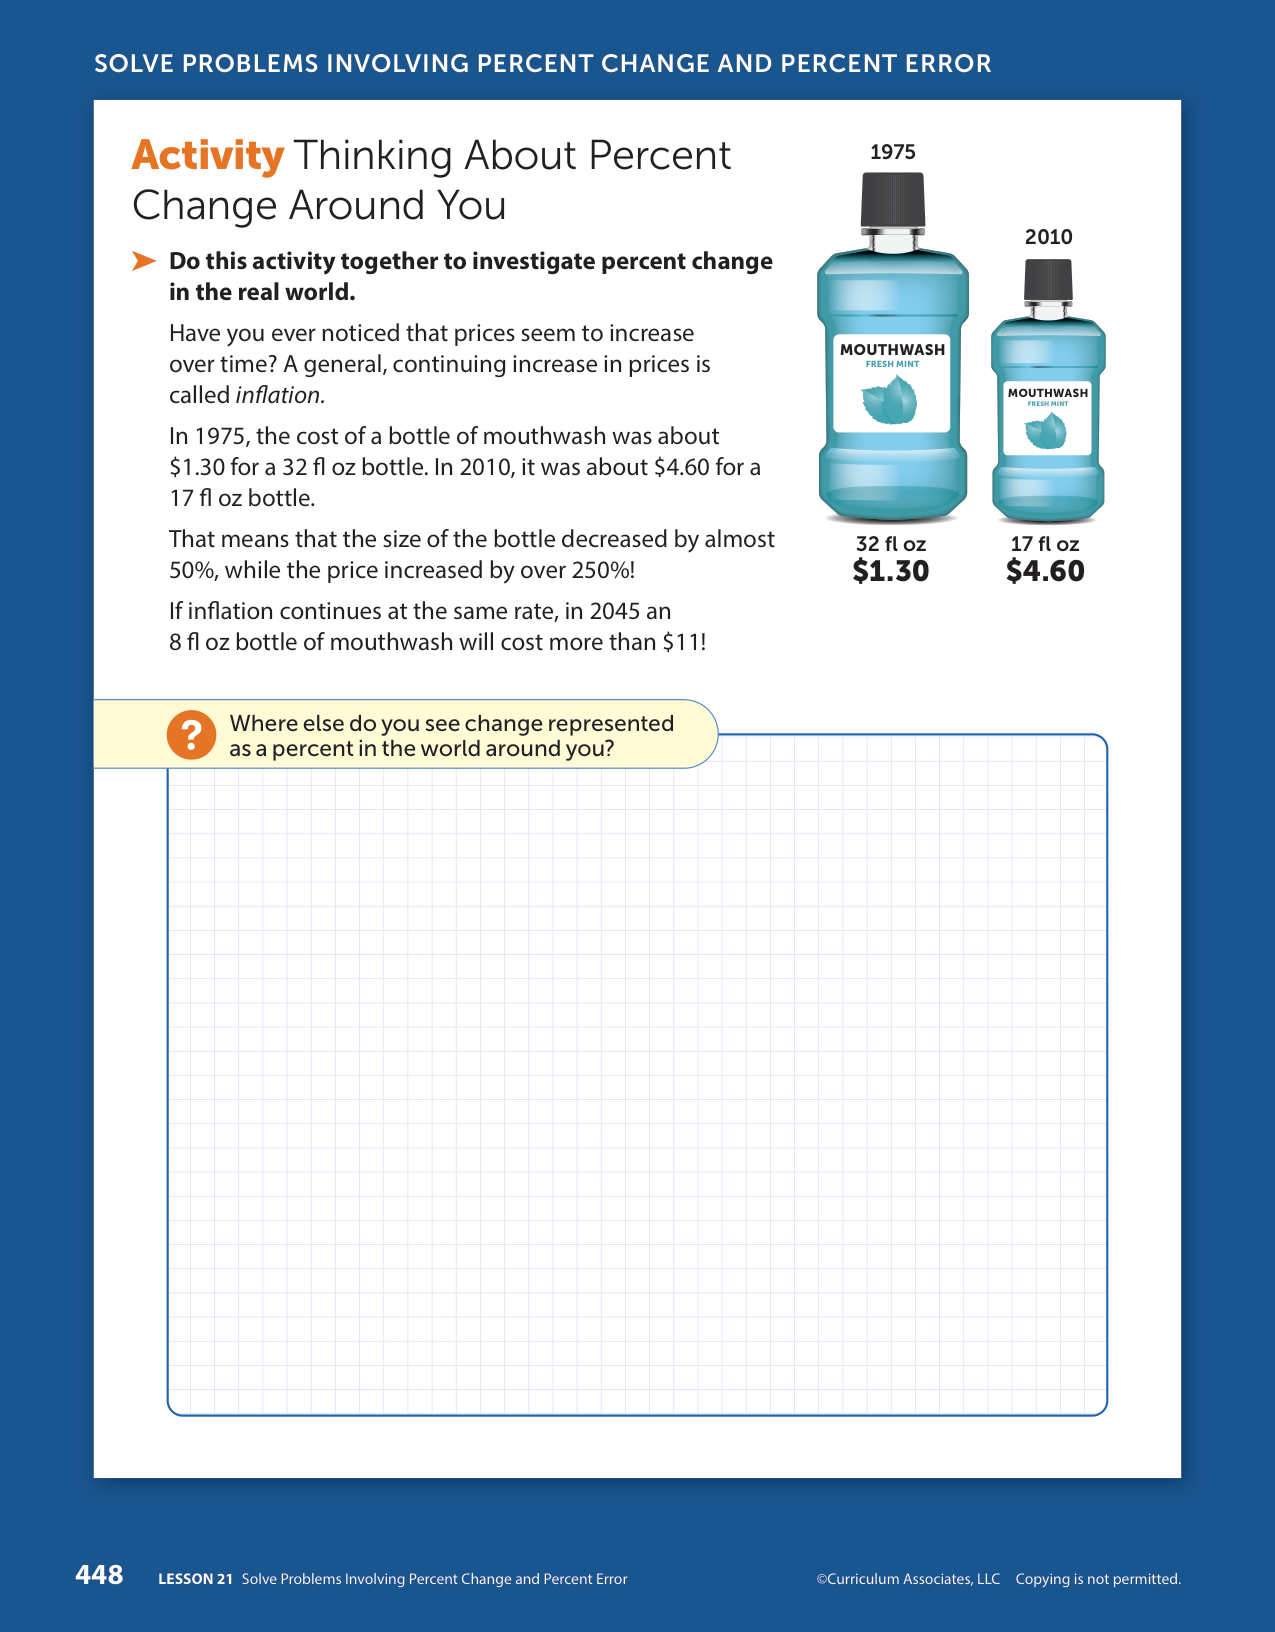 SOLVE PROBLEMS INVOLVING PERCENT CHANGE AND PERCENT ERROR
Activity Thinking About Percent
Change Around You
➤ Do this activity together to investigate percent change
in the real world.
Have you ever noticed that prices seem to increase
over time? A general, continuing increase in prices is
called inflation.
In 1975, the cost of a bottle of mouthwash was about
$1.30 for a 32 fl oz bottle. In 2010, it was about $4.60 for a
17 fl oz bottle.
That means that the size of the bottle decreased by almost
50%, while the price increased by over 250%!
If inflation continues at the same rate, in 2045 an
8 fl oz bottle of mouthwash will cost more than $11!
1975
MOUTHWASH
FRESH MINT
32 fl oz
$1.30
2010
MOUTHWASH
FRESH MINT
17 fl oz
$4.60
? Where else do you see change represented
as a percent in the world around you?
448 LESSON 21 Solve Problems Involving Percent Change and Percent Error
©Curriculum Associates, LLC Copying is not permitted.